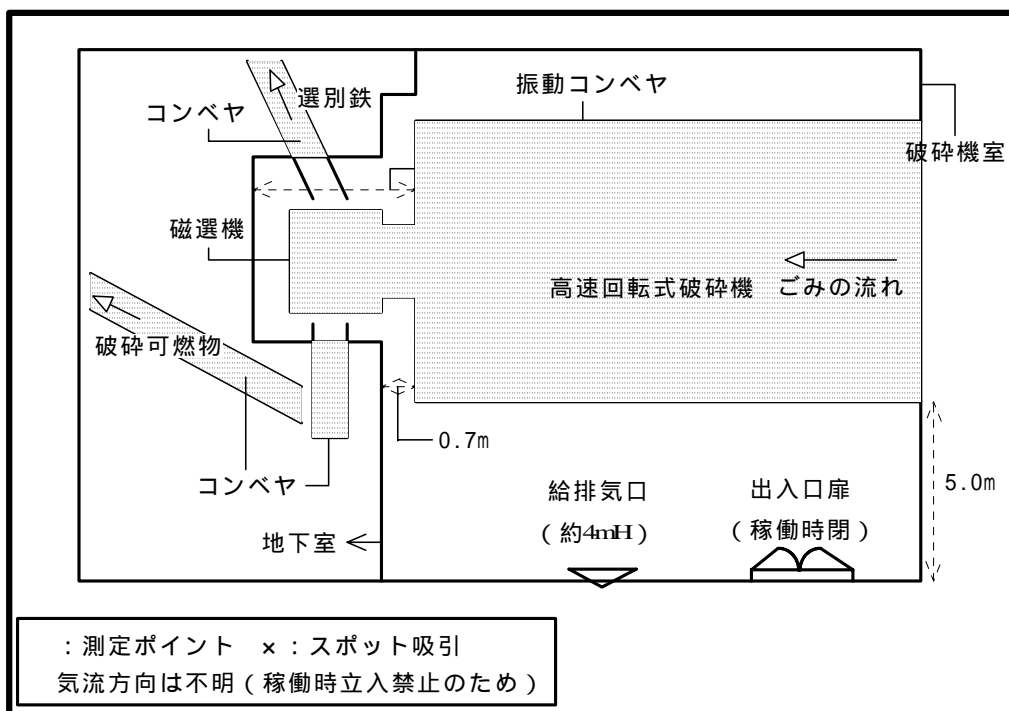 選別鉄
振動コンベヤ
コンベヤ
破砕機室
磁選機
高速回転式破砕機 ごみの流れ
破砕可燃物
0.7m
コンベヤ
給排気口
(約4mH)
出入口扉
(稼働時閉)
5.0m
地下室
:測定ポイント ×:スポット吸引
気流方向は不明(稼働時立入禁止のため)